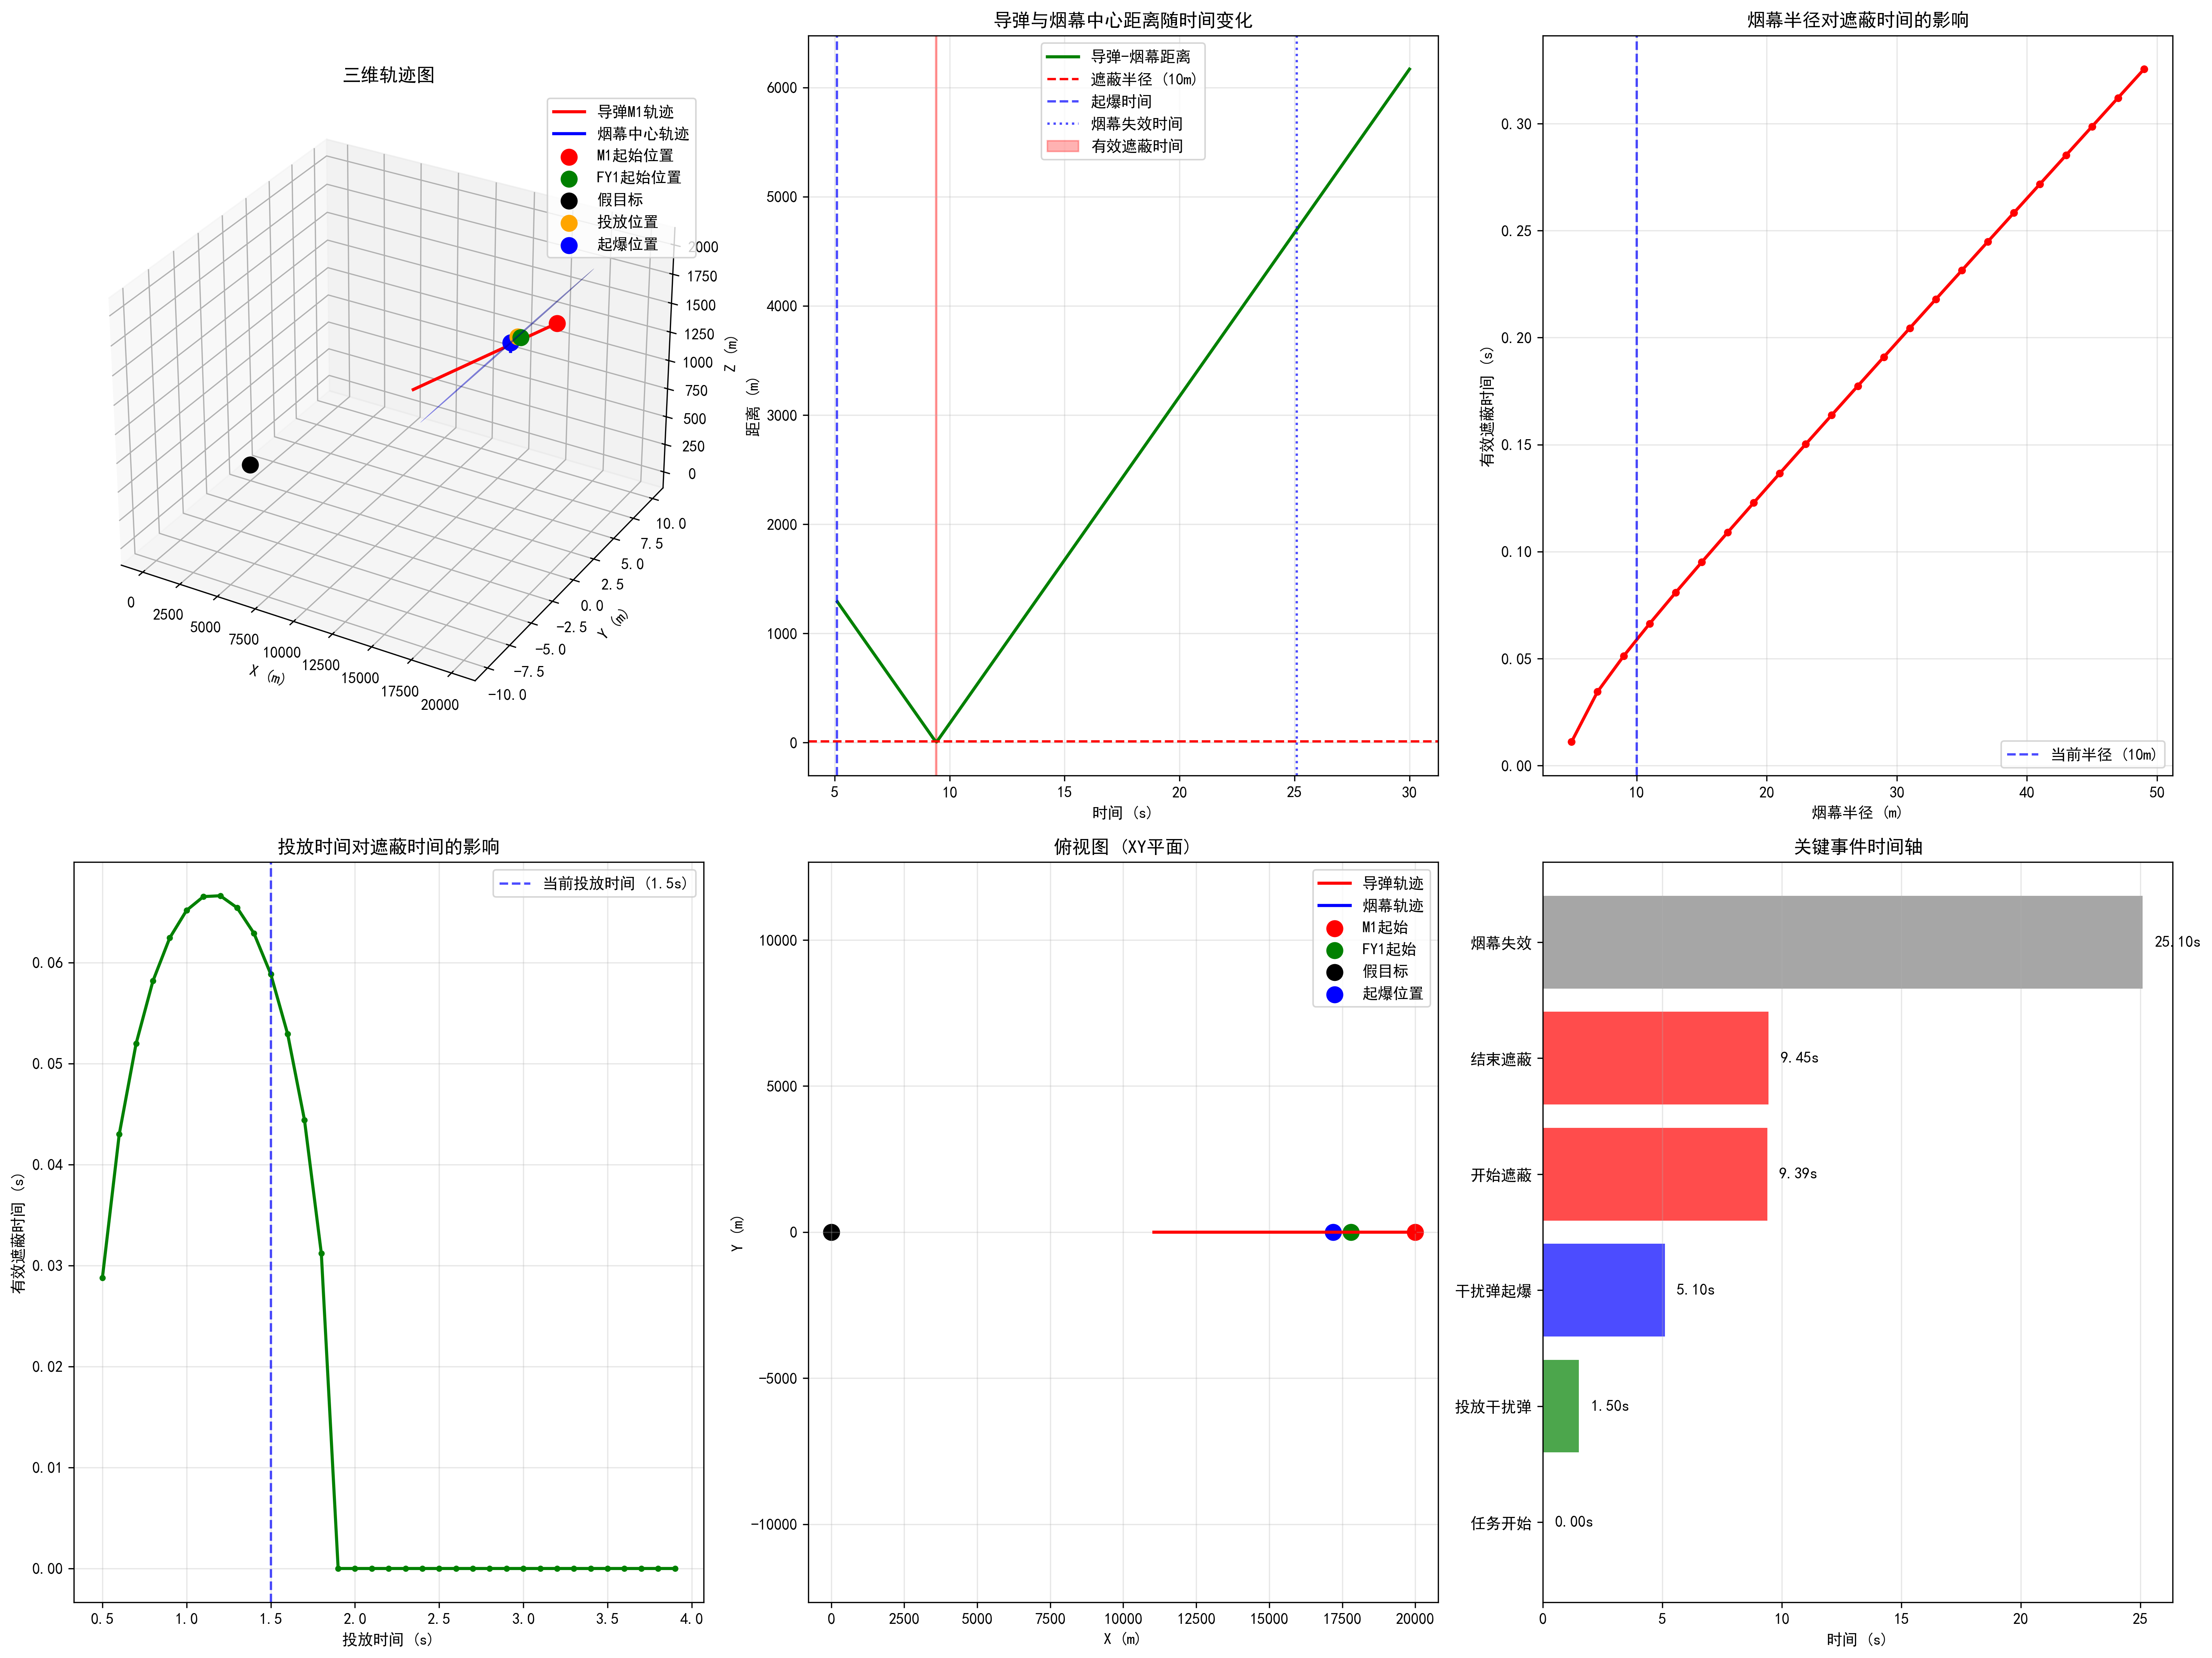 三维轨迹图
导弹M1轨迹
烟幕中心轨迹
M1起始位置
FY1起始位置
假目标
投放位置
起爆位置
2000
1750
1500
1250
1000
750
500
250
0
Z (m)
10.0
7.5
5.0
2.5
0.0
−2.5
−5.0
−7.5
−10.0
Y (m)
0
2500
5000
7500
10000
12500
15000
17500
20000
X (m)
导弹与烟幕中心距离随时间变化
导弹-烟幕距离
遮蔽半径 (10m)
起爆时间
烟幕失效时间
有效遮蔽时间
6000
5000
4000
3000
2000
1000
0
距离 (m)
5
10
15
20
25
30
时间 (s)
烟幕半径对遮蔽时间的影响
0.30
0.25
0.20
0.15
0.10
0.05
0.00
有效遮蔽时间 (s)
当前半径 (10m)
10
20
30
40
50
烟幕半径 (m)
投放时间对遮蔽时间的影响
当前投放时间 (1.5s)
0.06
0.05
0.04
0.03
0.02
0.01
0.00
有效遮蔽时间 (s)
0.5
1.0
1.5
2.0
2.5
3.0
3.5
4.0
投放时间 (s)
俯视图 (XY平面)
导弹轨迹
烟幕轨迹
M1起始
FY1起始
假目标
起爆位置
10000
5000
0
−5000
−10000
Y (m)
0
2500
5000
7500
10000
12500
15000
17500
20000
X (m)
关键事件时间轴
烟幕失效
25.10s
结束遮蔽
9.45s
开始遮蔽
9.39s
干扰弹起爆
5.10s
投放干扰弹
1.50s
任务开始
0.00s
0
5
10
15
20
25
时间 (s)